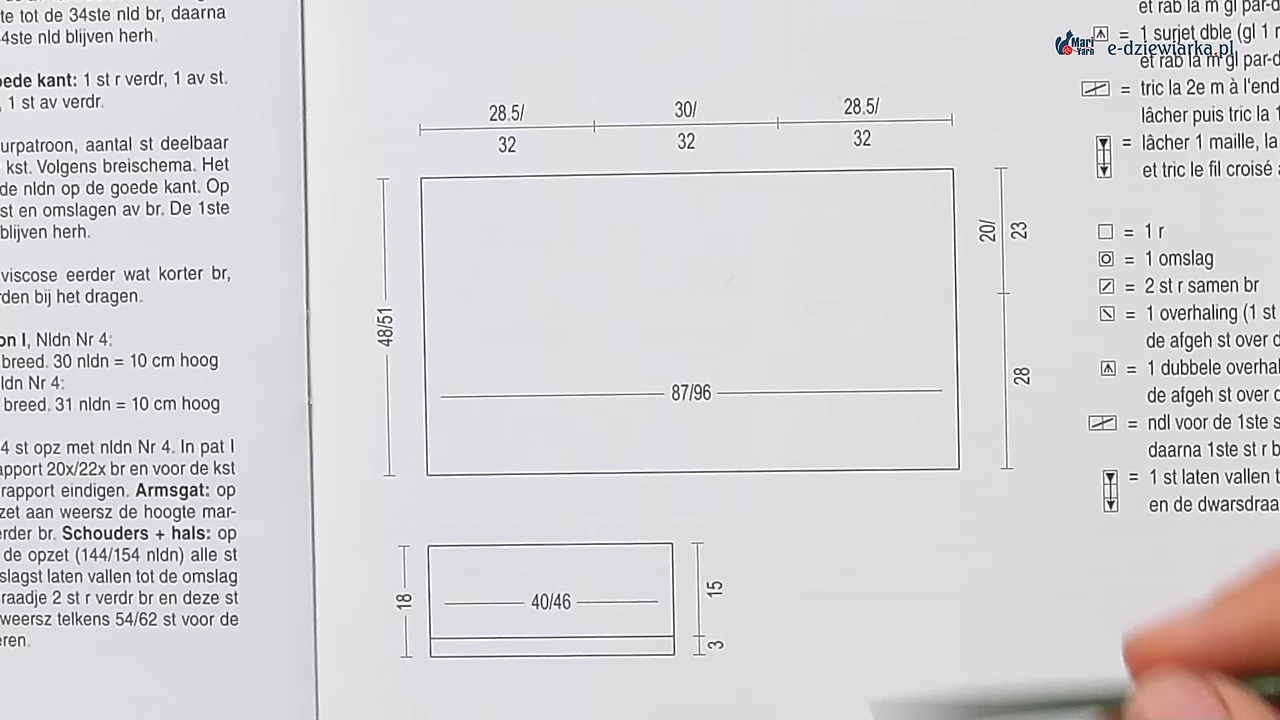 te tot de 34ste nld br, daarna
4ste nld blijven herh.
ede kant: 1 st r verdr, 1 av st.
, 1 st av verdr.
urpatroon, aantal st deelbaar
kst. Volgens breischema. Het
de nldn op de goede kant. Op
st en omslagen av br. De 1ste
blijven herh.
viscose eerder wat korter br,
rden bij het dragen.
on I, Nldn Nr 4:
breed. 30 nldn = 10 cm hoog
ldn Nr 4:
breed. 31 nldn = 10 cm hoog
4 st opz met nldn Nr 4. In pat I
apport 20x/22x br en voor de kst
rapport eindigen. Armsgat: op
zet aan weersz de hoogte mar-
erder br. Schouders + hals: op
de opzet (144/154 nldn) alle st
slagst laten vallen tot de omslag
raadje 2 st r verdr br en deze st
weersz telkens 54/62 st voor de
eren.
28.5/ 30/ 28.5/
32 32 32
48/51
20/ 23
28
87/96
18
40/46
15
3
et rab la m gl par-d
= 1 surjet dble (gl 1 m
Mari Yarn e-dziewiarka.pl
et rab la m gl par-d
= tric la 2e m à l'end
lâcher puis tric la 1
= lâcher 1 maille, la
et tric le fil croisé
= 1 r
= 1 omslag
= 2 st r samen br
= 1 overhaling (1 st
de afgeh st over d
= 1 dubbele overhal
de afgeh st over d
= ndl voor de 1ste s
daarna 1ste st r b
= 1 st laten vallen t
en de dwarsdraa